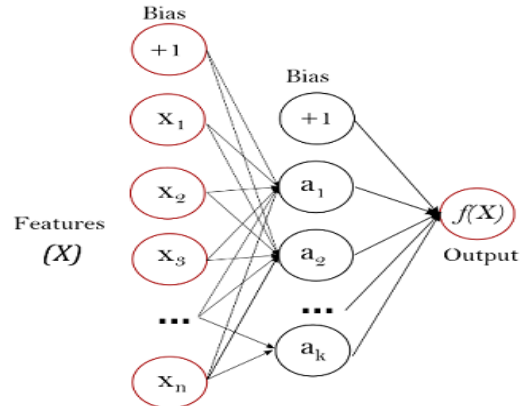 Bias
+1
x1
x2
x3
...
xn
Features
(X)
Bias
+1
a1
a2
...
ak
f(X)
Output